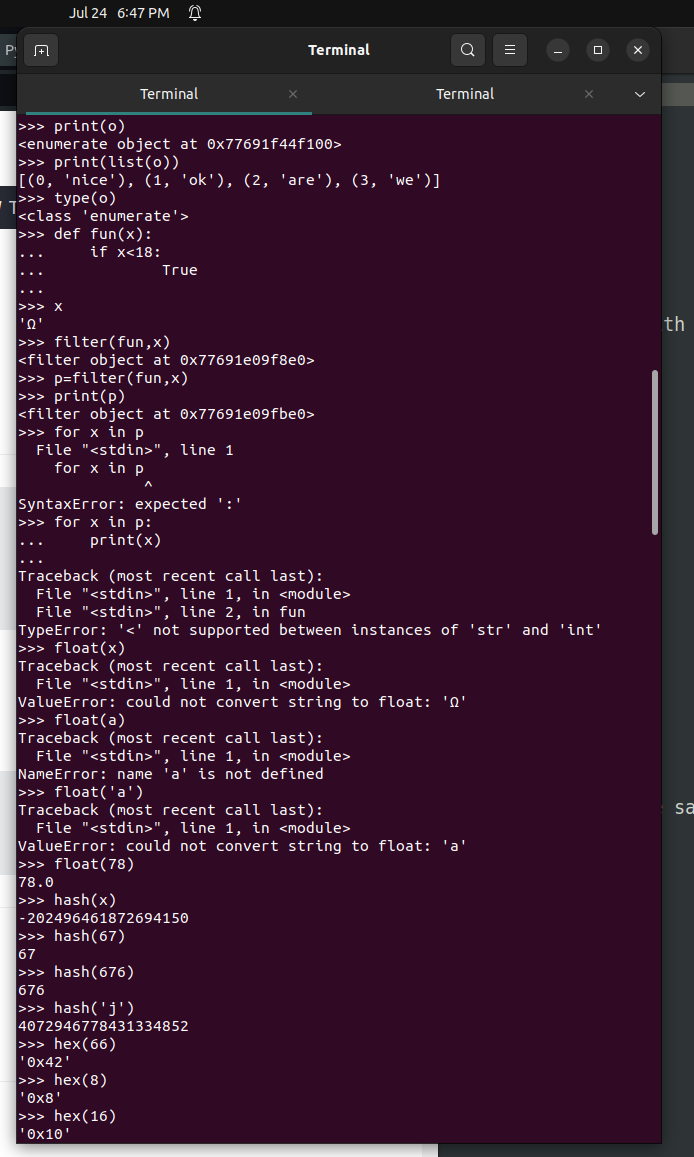 Jul 24 6:47 PM
Terminal
Terminal
Terminal
>>> print(o)
<enumerate object at 0x77691f44f100>
>>> print(list(o))
[(0, 'nice'), (1, 'ok'), (2, 'are'), (3, 'we')]
>>> type(o)
<class 'enumerate'>
>>> def fun(x):
...     if x<18:
...             True
...
>>> x
'Ω'
>>> filter(fun,x)
<filter object at 0x77691e09f8e0>
>>> p=filter(fun,x)
>>> print(p)
<filter object at 0x77691e09fbe0>
>>> for x in p
  File "<stdin>", line 1
    for x in p
              ^
SyntaxError: expected ':'
>>> for x in p:
...     print(x)
...
Traceback (most recent call last):
  File "<stdin>", line 1, in <module>
  File "<stdin>", line 2, in fun
TypeError: '<' not supported between instances of 'str' and 'int'
>>> float(x)
Traceback (most recent call last):
  File "<stdin>", line 1, in <module>
ValueError: could not convert string to float: 'Ω'
>>> float(a)
Traceback (most recent call last):
  File "<stdin>", line 1, in <module>
NameError: name 'a' is not defined
>>> float('a')
Traceback (most recent call last):
  File "<stdin>", line 1, in <module>
ValueError: could not convert string to float: 'a'
>>> float(78)
78.0
>>> hash(x)
-202496461872694150
>>> hash(67)
67
>>> hash(676)
676
>>> hash('j')
4072946778431334852
>>> hex(66)
'0x42'
>>> hex(8)
'0x8'
>>> hex(16)
'0x10'